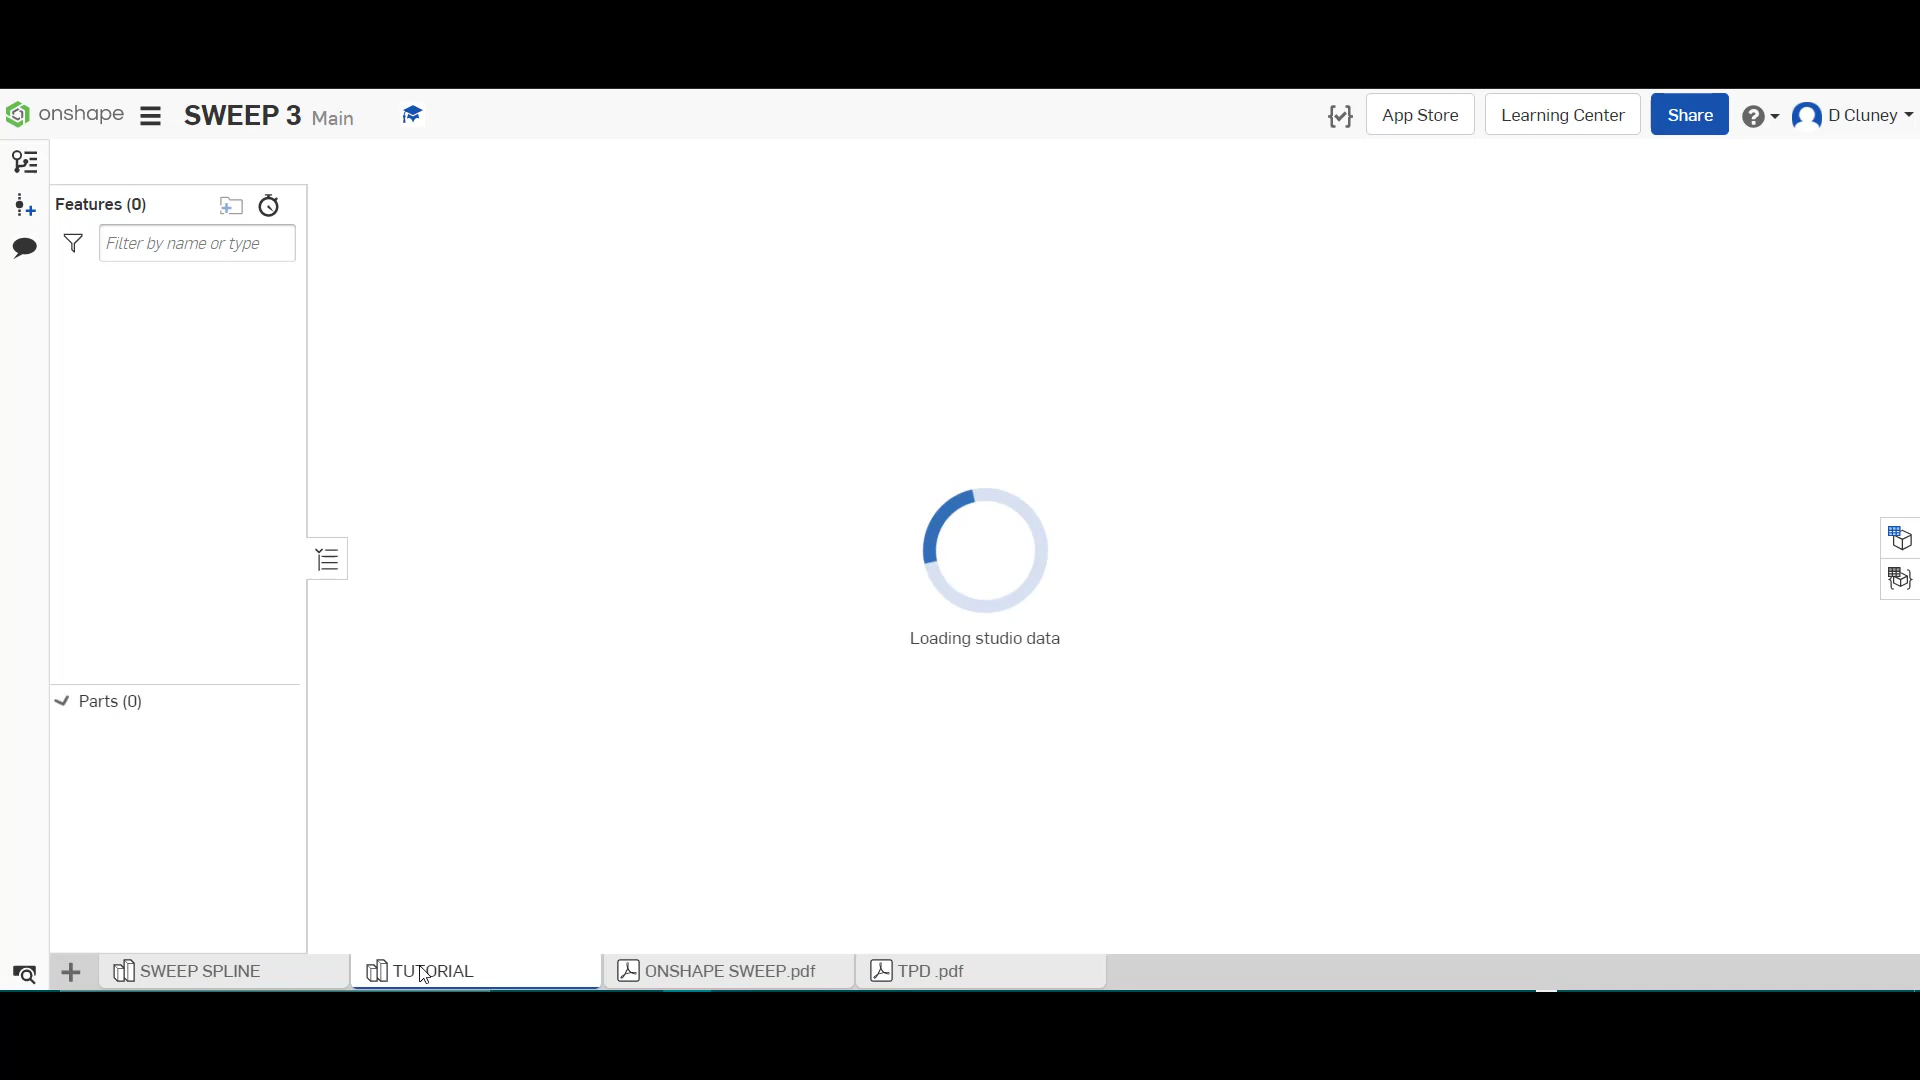 onshape SWEEP 3 Main App Store Learning Center Share D Cluney
Features (0)
Filter by name or type
Loading studio data
Parts (0)
SWEEP SPLINE TUTORIAL ONSHAPE SWEEP.pdf TPD .pdf